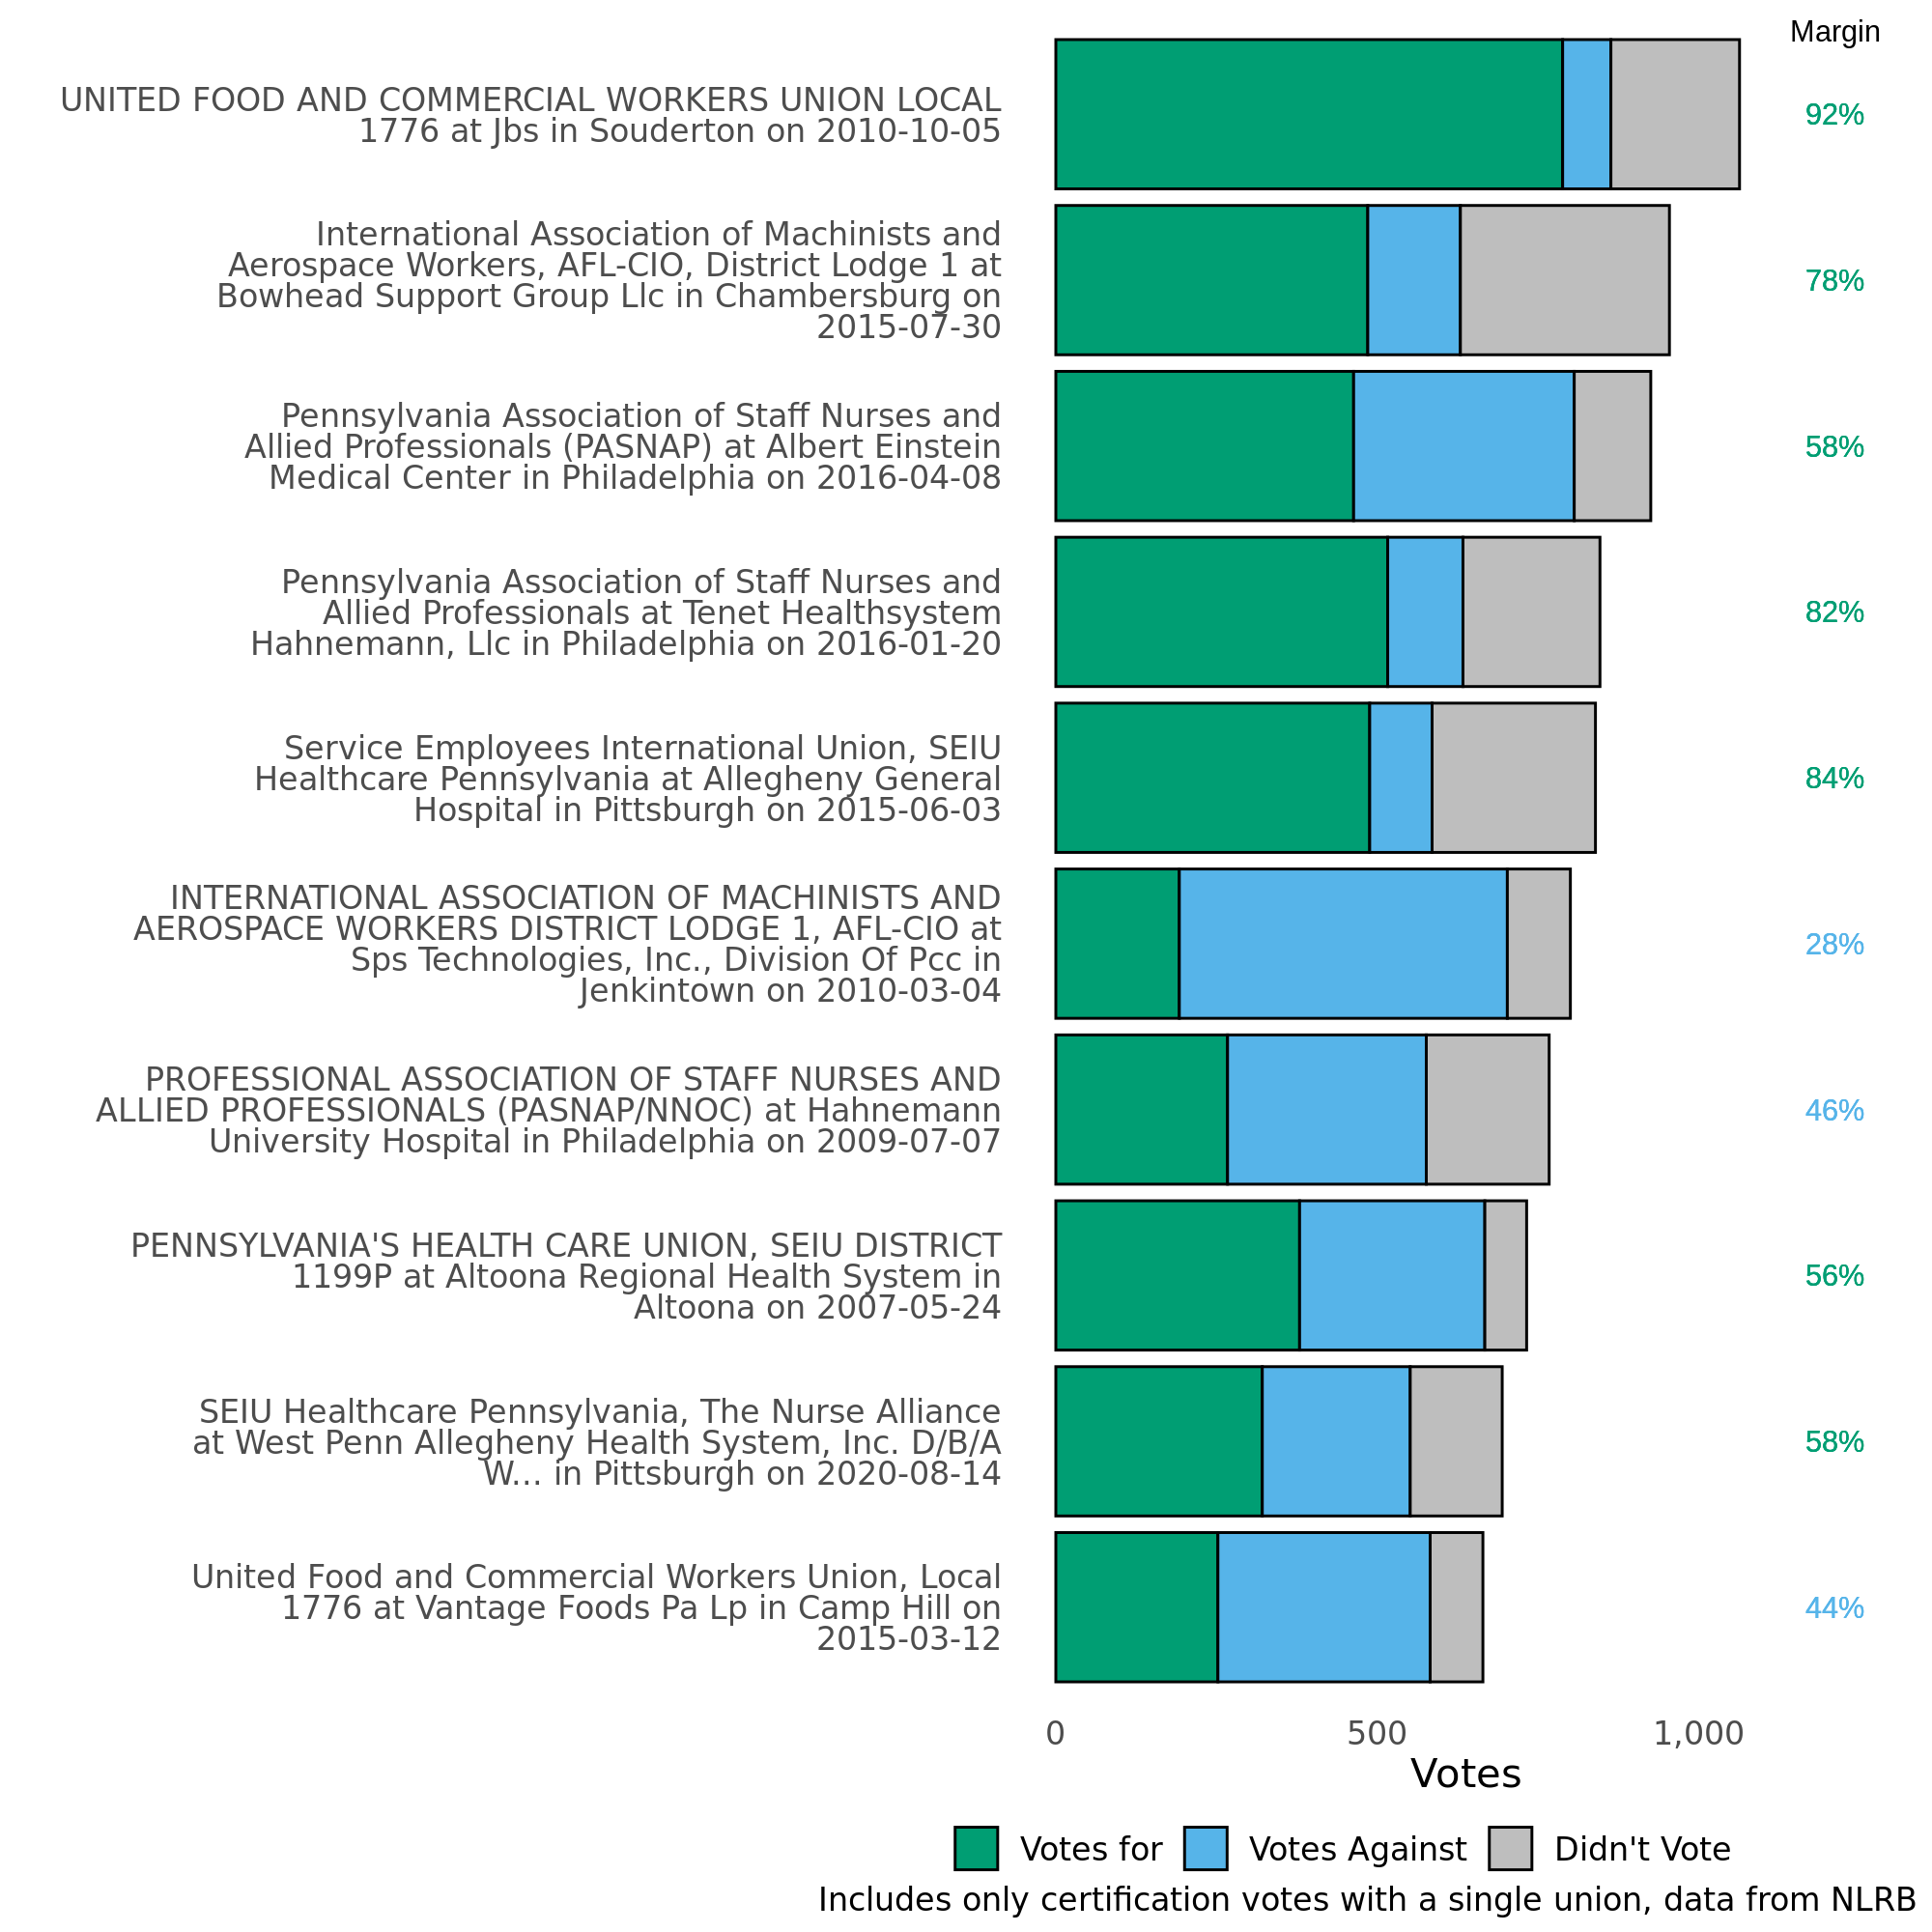 Margin
UNITED FOOD AND COMMERCIAL WORKERS UNION LOCAL
1776 at Jbs in Souderton on 2010-10-05
92%
International Association of Machinists and
Aerospace Workers, AFL-CIO, District Lodge 1 at
Bowhead Support Group Llc in Chambersburg on
2015-07-30
78%
Pennsylvania Association of Staff Nurses and
Allied Professionals (PASNAP) at Albert Einstein
Medical Center in Philadelphia on 2016-04-08
58%
Pennsylvania Association of Staff Nurses and
Allied Professionals at Tenet Healthsystem
Hahnemann, Llc in Philadelphia on 2016-01-20
82%
Service Employees International Union, SEIU
Healthcare Pennsylvania at Allegheny General
Hospital in Pittsburgh on 2015-06-03
84%
INTERNATIONAL ASSOCIATION OF MACHINISTS AND
AEROSPACE WORKERS DISTRICT LODGE 1, AFL-CIO at
Sps Technologies, Inc., Division Of Pcc in
Jenkintown on 2010-03-04
28%
PROFESSIONAL ASSOCIATION OF STAFF NURSES AND
ALLIED PROFESSIONALS (PASNAP/NNOC) at Hahnemann
University Hospital in Philadelphia on 2009-07-07
46%
PENNSYLVANIA'S HEALTH CARE UNION, SEIU DISTRICT
1199P at Altoona Regional Health System in
Altoona on 2007-05-24
56%
SEIU Healthcare Pennsylvania, The Nurse Alliance
at West Penn Allegheny Health System, Inc. D/B/A
W... in Pittsburgh on 2020-08-14
58%
United Food and Commercial Workers Union, Local
1776 at Vantage Foods Pa Lp in Camp Hill on
2015-03-12
44%
0 500 1,000
Votes
Votes for Votes Against Didn't Vote
Includes only certification votes with a single union, data from NLRB